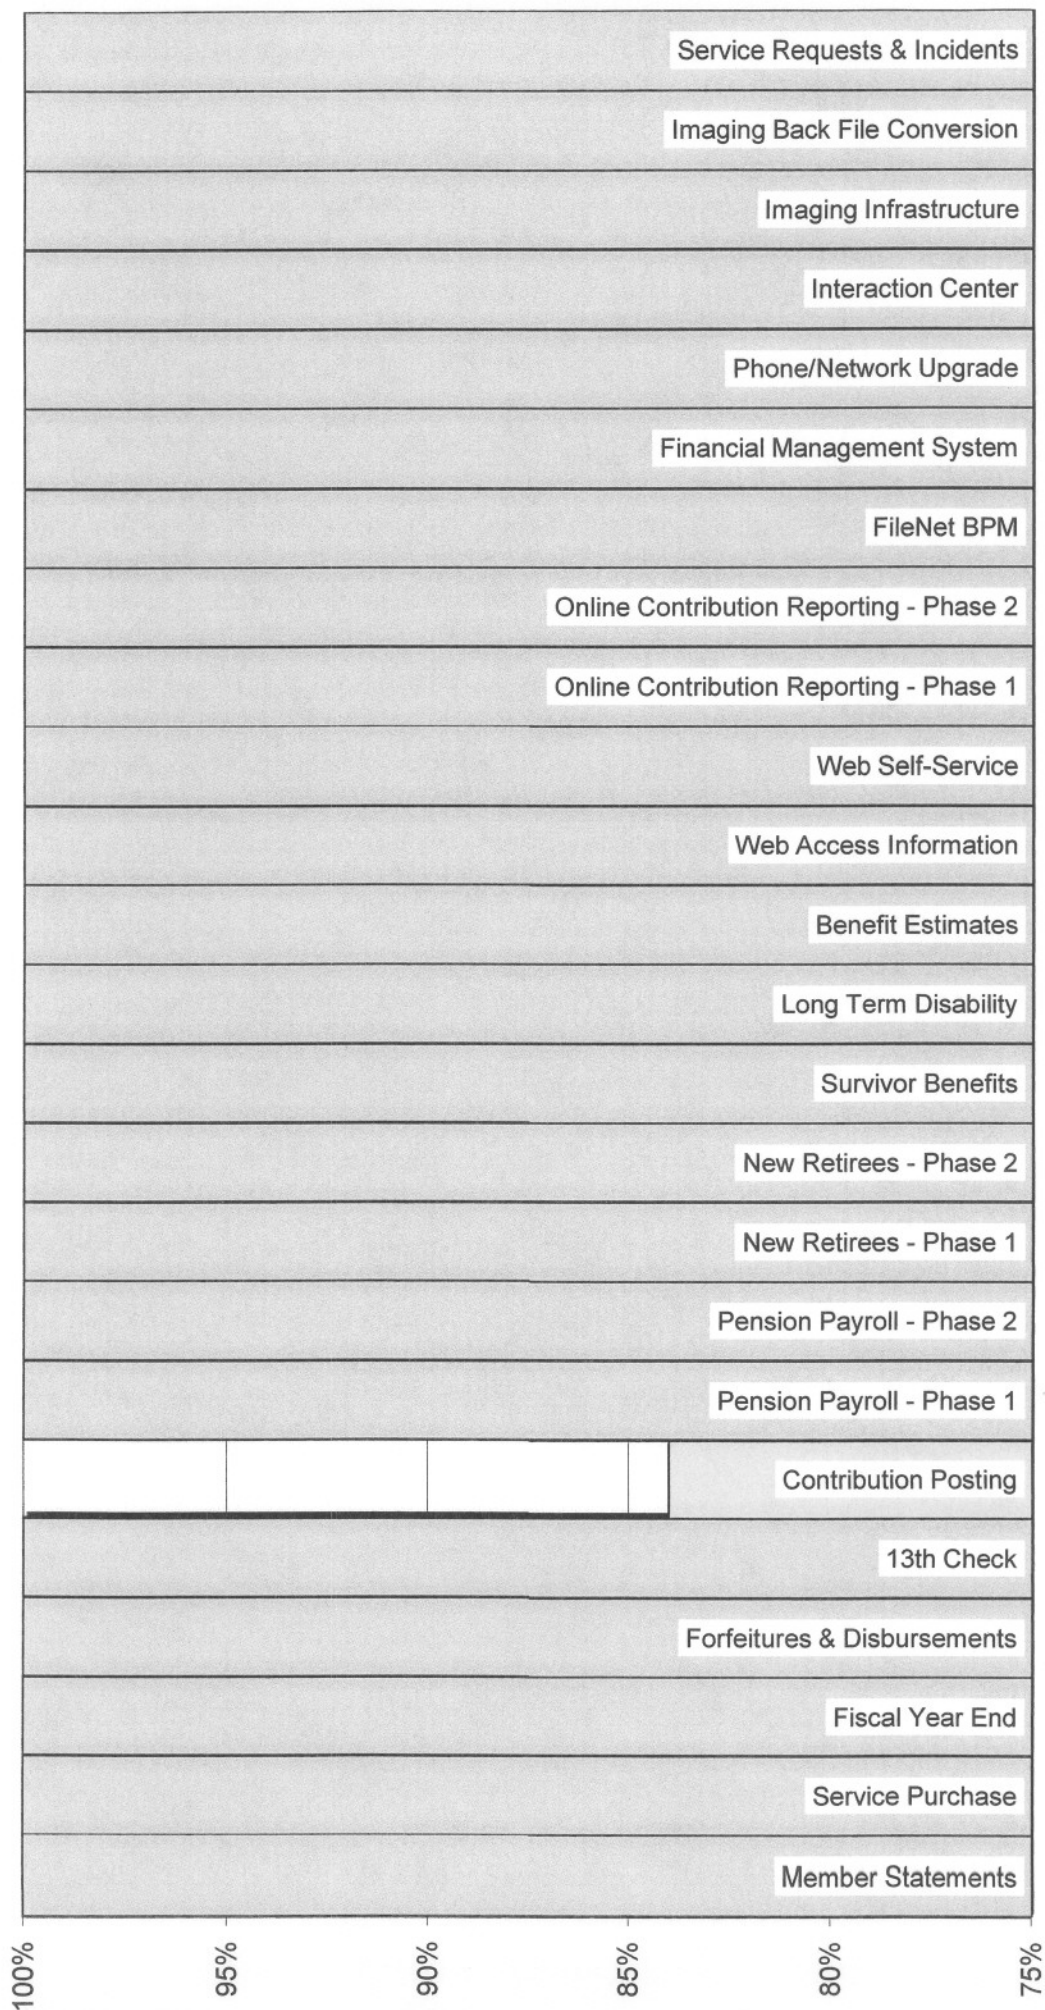 Service Requests & Incidents
Imaging Back File Conversion
Imaging Infrastructure
Interaction Center
Phone/Network Upgrade
Financial Management System
FileNet BPM
Online Contribution Reporting - Phase 2
Online Contribution Reporting - Phase 1
Web Self-Service
Web Access Information
Benefit Estimates
Long Term Disability
Survivor Benefits
New Retirees - Phase 2
New Retirees - Phase 1
Pension Payroll - Phase 2
Pension Payroll - Phase 1
Contribution Posting
13th Check
Forfeitures & Disbursements
Fiscal Year End
Service Purchase
Member Statements
100%
95%
90%
85%
80%
75%